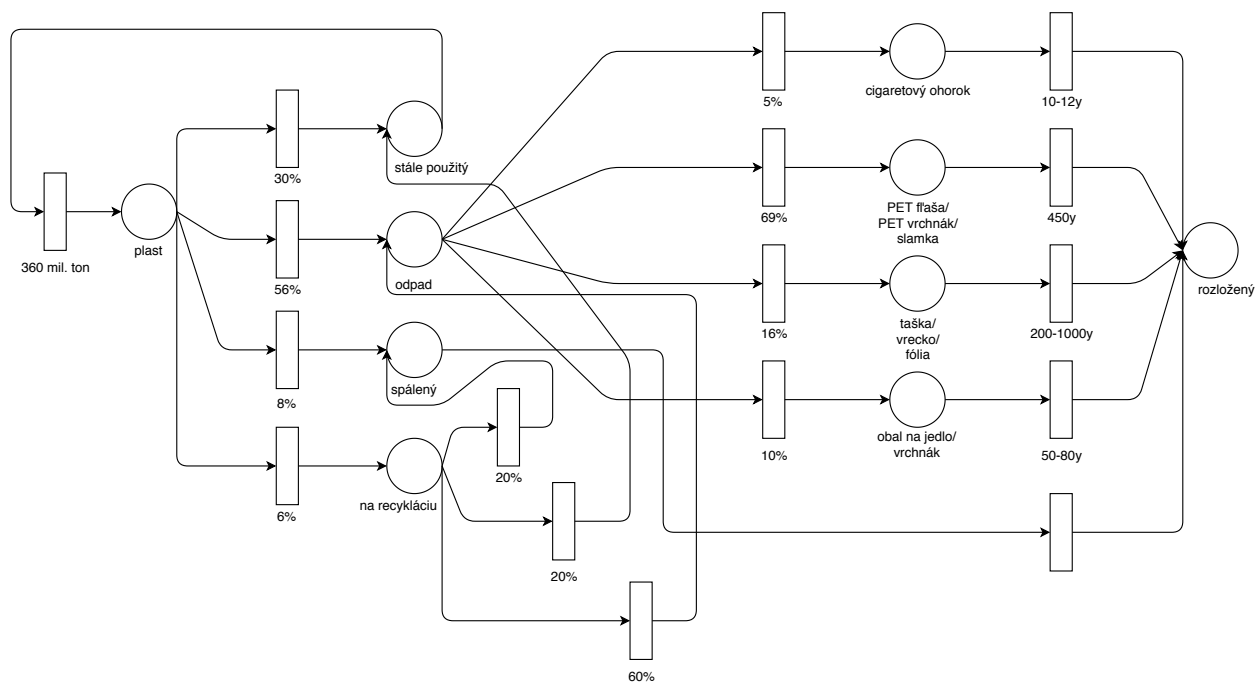 360 mil. ton
plast
30%
56%
8%
6%
stále použitý
odpad
spálený
na recykláciu
20%
20%
60%
5%
69%
16%
10%
cigaretový ohorok
PET fľaša/
PET vrchnák/
slamka
taška/
vrecko/
fólia
obal na jedlo/
vrchnák
10-12y
450y
200-1000y
50-80y
rozložený